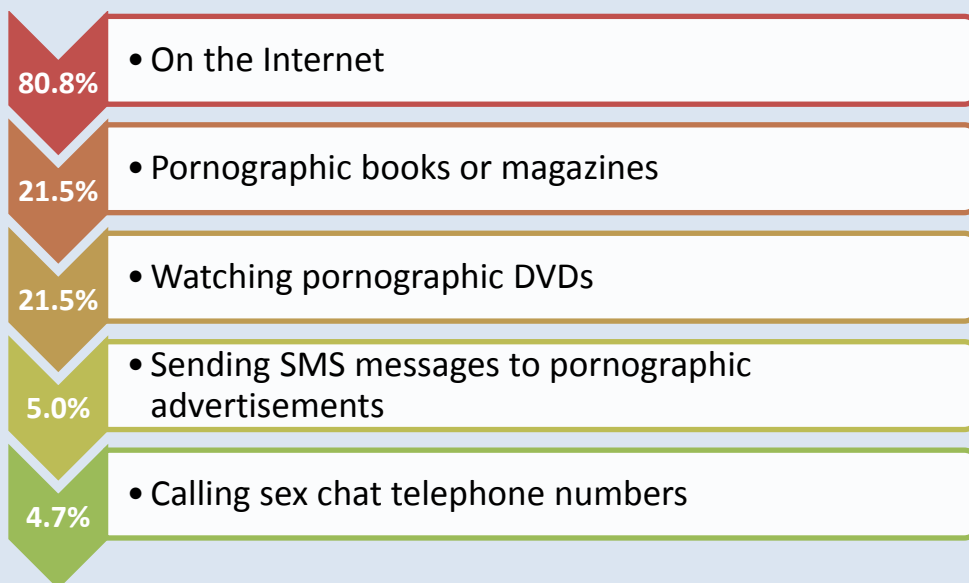 80.8%
• On the Internet
21.5%
• Pornographic books or magazines
21.5%
• Watching pornographic DVDs
5.0%
• Sending SMS messages to pornographic
advertisements
4.7%
• Calling sex chat telephone numbers